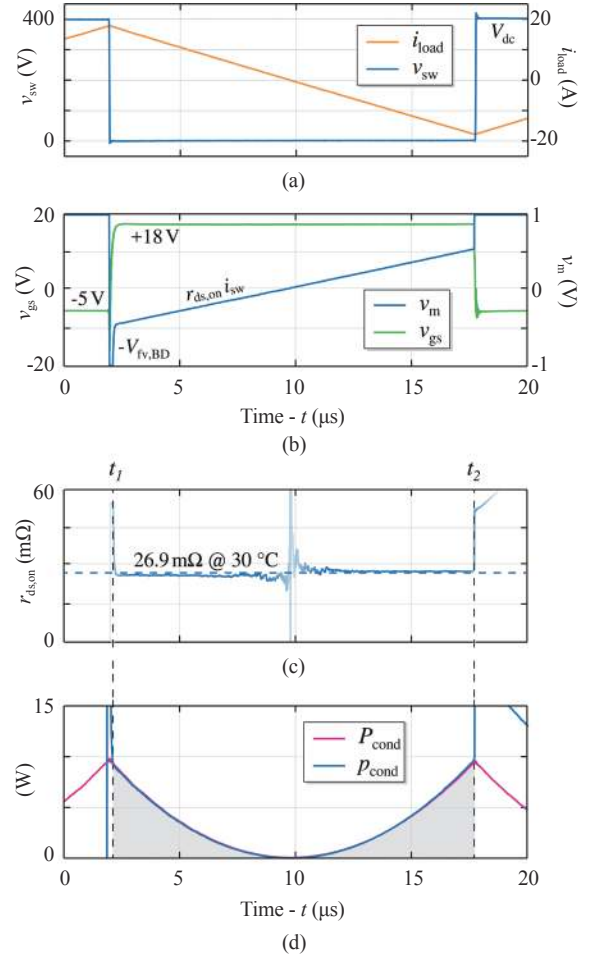 400
20
V_dc
v_sw (V)
i_load
v_sw
0
i_load (A)
0
-20
(a)
20
1
+18 V
v_gs (V)
0
-5 V
r_ds,on i_sw
0
v_m (V)
v_m
v_gs
-V_fv,BD
-20
-1
0
5
10
15
20
Time - t (μs)
(b)
t_1
t_2
60
r_ds,on (mΩ)
26.9 mΩ @ 30 °C
0
(c)
15
(W)
P_cond
p_cond
0
0
5
10
15
20
Time - t (μs)
(d)